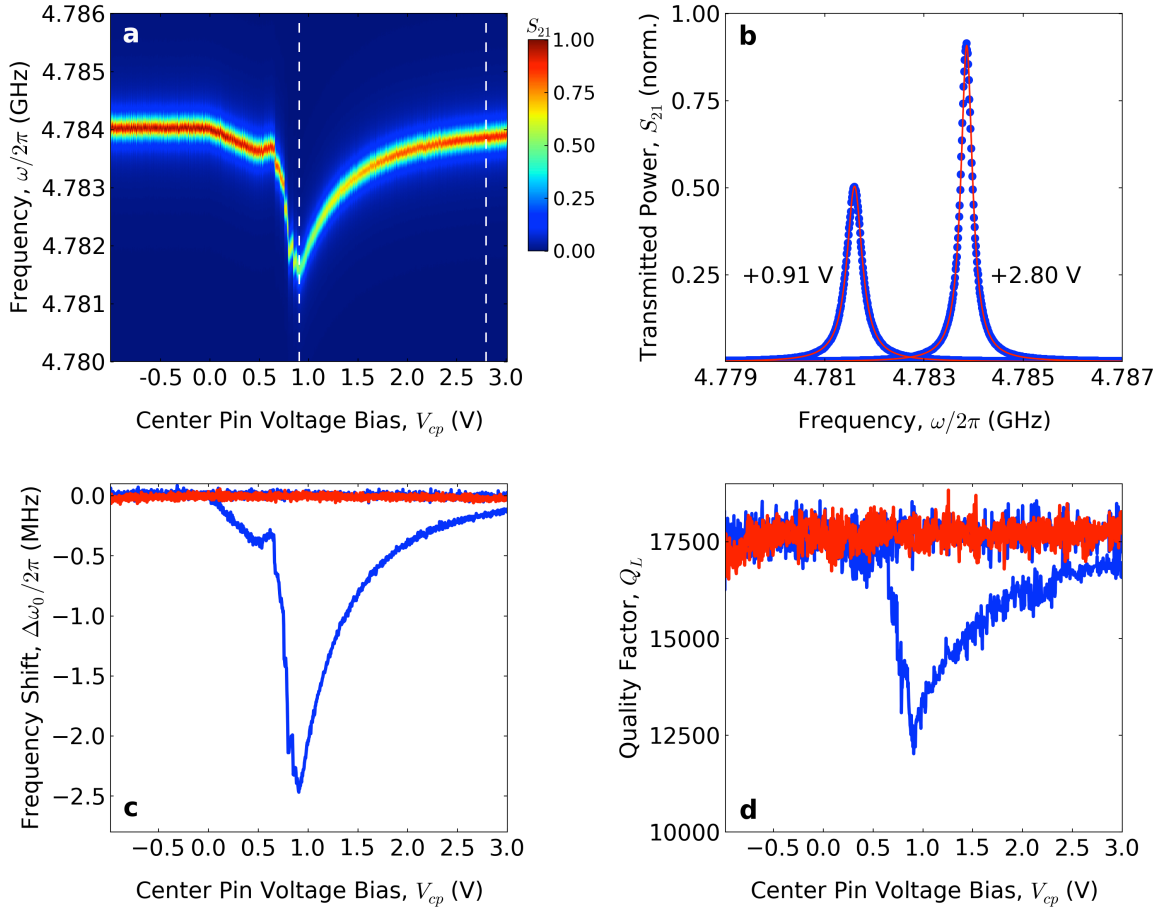 a
S₂₁
4.786
4.785
4.784
4.783
4.782
4.781
4.780
Frequency, ω/2π (GHz)
1.00
0.75
0.50
0.25
0.00
−0.5 0.0 0.5 1.0 1.5 2.0 2.5 3.0
Center Pin Voltage Bias, V_cp (V)
b
1.00
0.75
0.50
0.25
Transmitted Power, S₂₁ (norm.)
+0.91 V
+2.80 V
4.779 4.781 4.783 4.785 4.787
Frequency, ω/2π (GHz)
0.0
−0.5
−1.0
−1.5
−2.0
−2.5
Frequency Shift, Δω₀/2π (MHz)
c
−0.5 0.0 0.5 1.0 1.5 2.0 2.5 3.0
Center Pin Voltage Bias, V_cp (V)
17500
15000
12500
10000
Quality Factor, Q_L
d
−0.5 0.0 0.5 1.0 1.5 2.0 2.5 3.0
Center Pin Voltage Bias, V_cp (V)